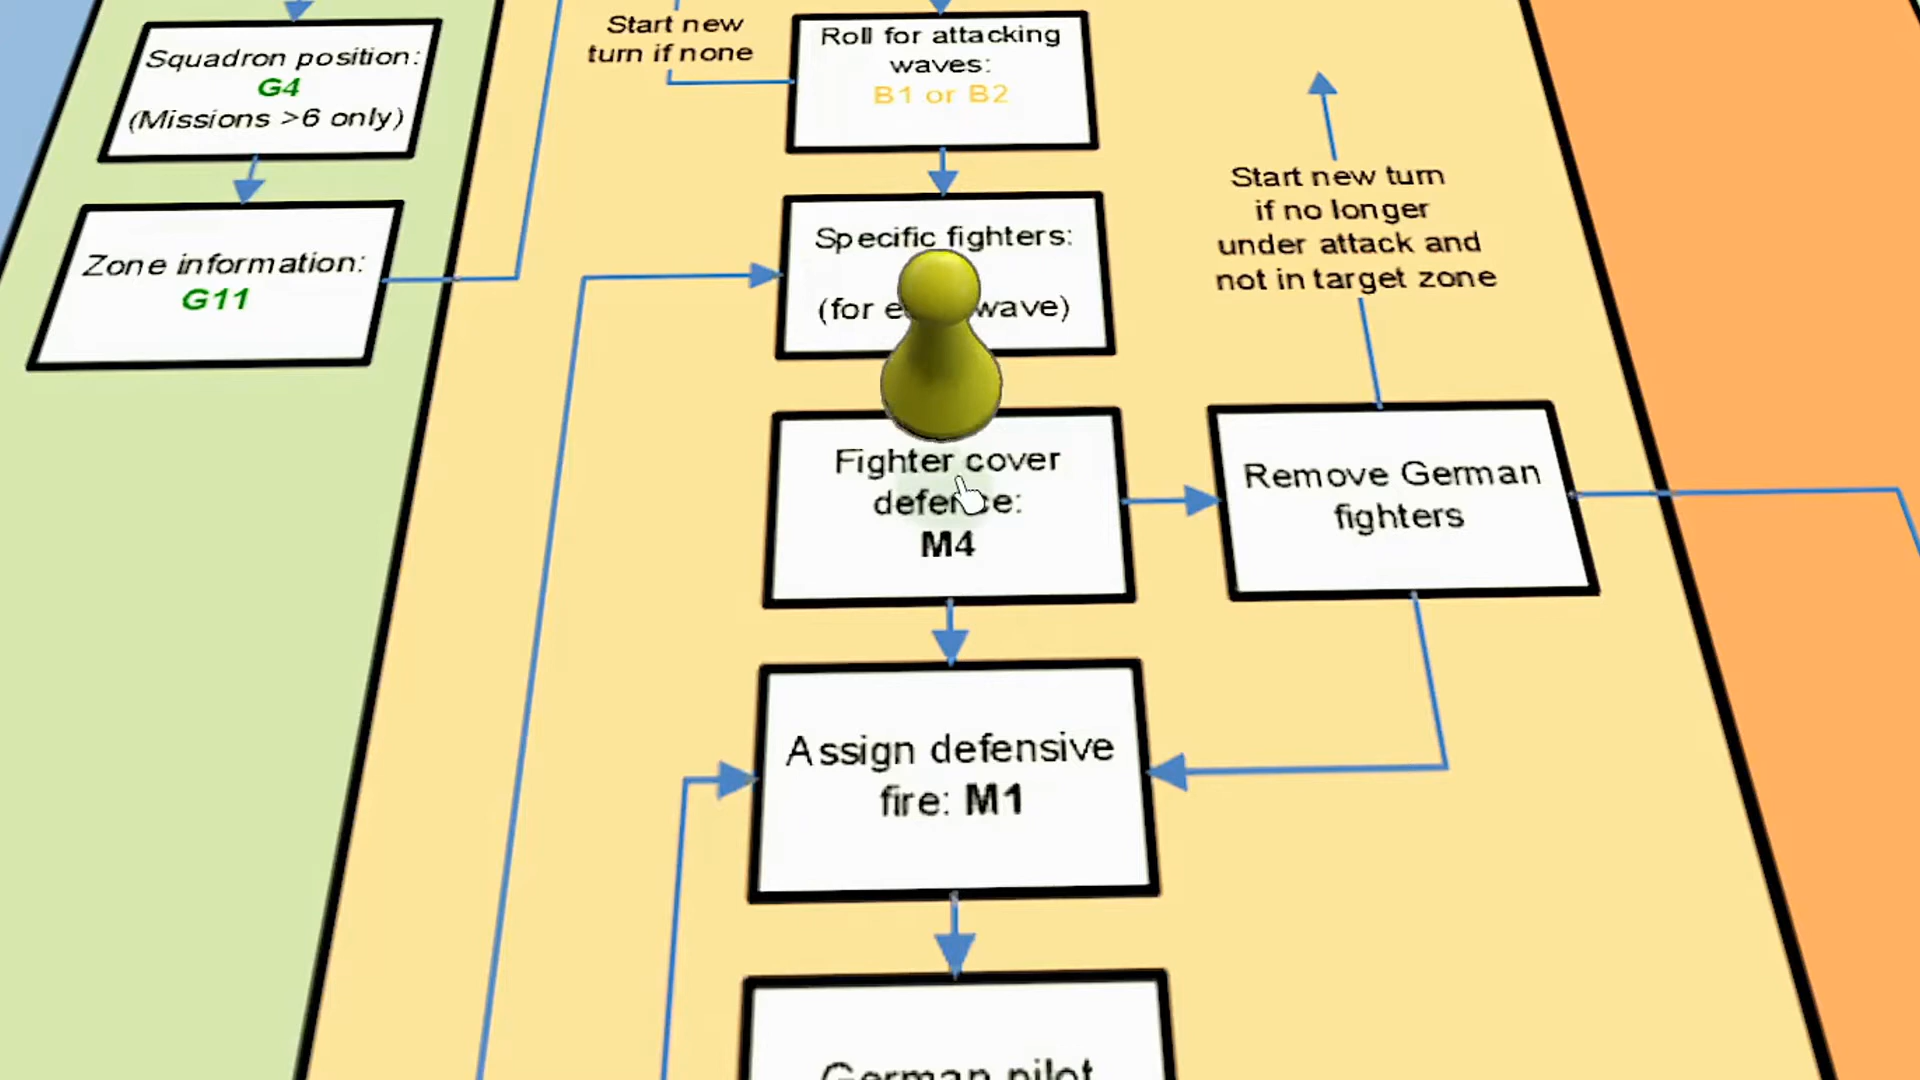 Squadron position:
G4
(Missions >6 only)
Zone information:
G11
Start new
turn if none
Roll for attacking
waves:
B1 or B2
Specific fighters:
(for wave)
Start new turn
if no longer
under attack and
not in target zone
Fighter cover
defence:
M4
Remove German
fighters
Assign defensive
fire: M1
German pilot